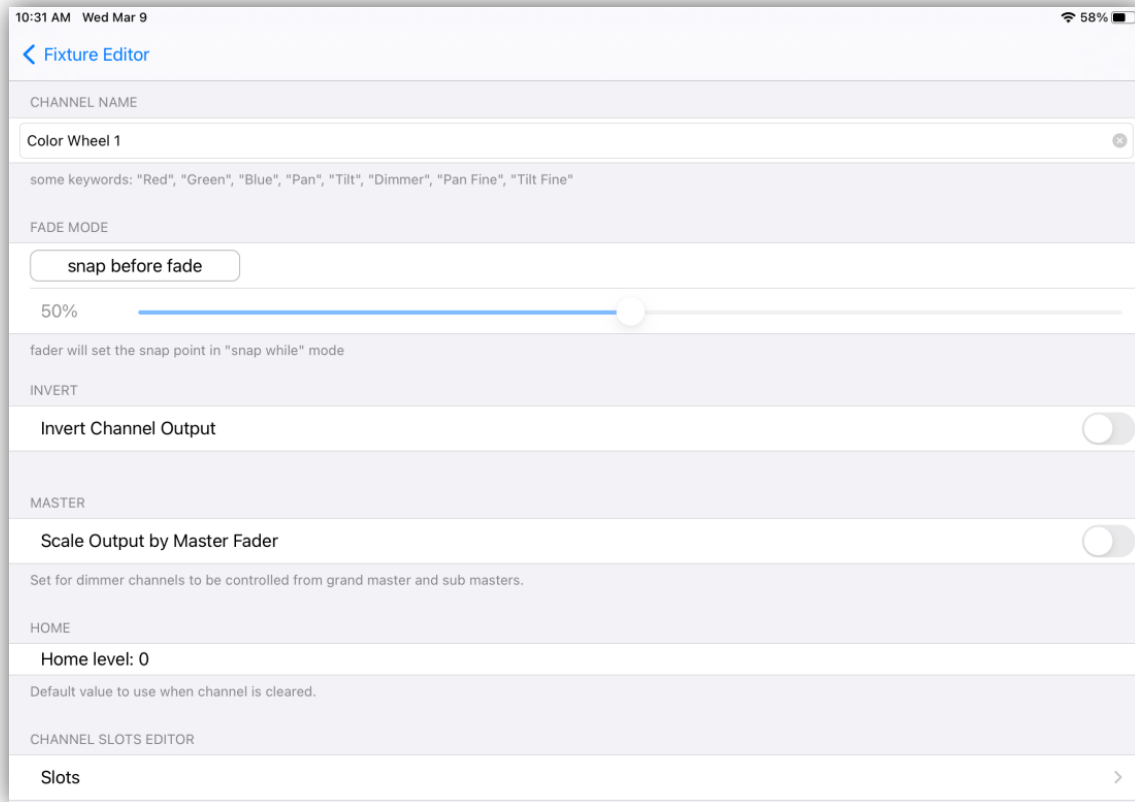 10:31 AM Wed Mar 9 58%
Fixture Editor
CHANNEL NAME
Color Wheel 1
some keywords: "Red", "Green", "Blue", "Pan", "Tilt", "Dimmer", "Pan Fine", "Tilt Fine"
FADE MODE
snap before fade
50%
fader will set the snap point in "snap while" mode
INVERT
Invert Channel Output
MASTER
Scale Output by Master Fader
Set for dimmer channels to be controlled from grand master and sub masters.
HOME
Home level: 0
Default value to use when channel is cleared.
CHANNEL SLOTS EDITOR
Slots